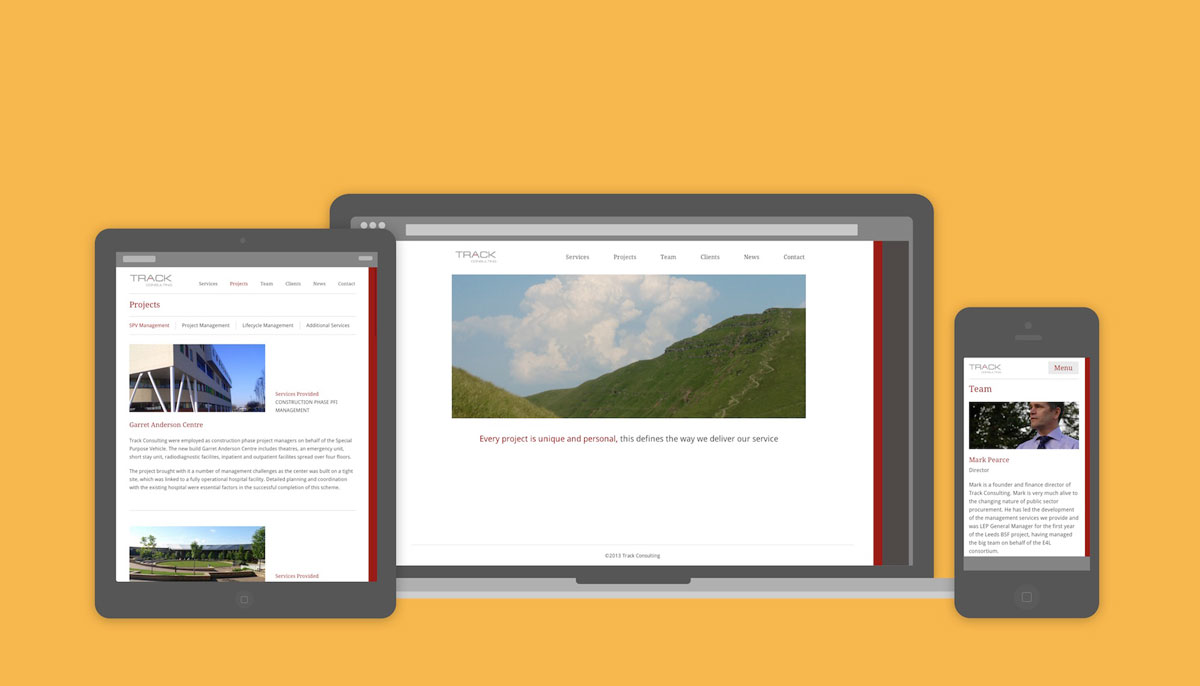 TRACK
CONSULTING
Services Projects Team Clients News Contact
Projects
SPV Management Project Management Lifecycle Management Additional Services
Services Provided
CONSTRUCTION PHASE PFI
MANAGEMENT
Garret Anderson Centre
Track Consulting were employed as construction phase project managers on behalf of the Special
Purpose Vehicle. The new build Garret Anderson Centre includes theatres, an emergency unit,
short stay unit, radiodiagnostic facilites, inpatient and outpatient facilites spread over four floors.
The project brought with it a number of management challenges as the center was built on a tight
site, which was linked to a fully operational hospital facility. Detailed planning and coordination
with the existing hospital were essential factors in the successful completion of this scheme.
Services Provided
TRACK
CONSULTING
Services Projects Team Clients News Contact
Every project is unique and personal, this defines the way we deliver our service
©2013 Track Consulting
TRACK
CONSULTING
Menu
Team
Mark Pearce
Director
Mark is a founder and finance director of
Track Consulting. Mark is very much alive to
the changing nature of public sector
procurement. He has led the development
of the management services we provide and
was LEP General Manager for the first year
of the Leeds BSF project, having managed
the big team on behalf of the E4L
consortium.